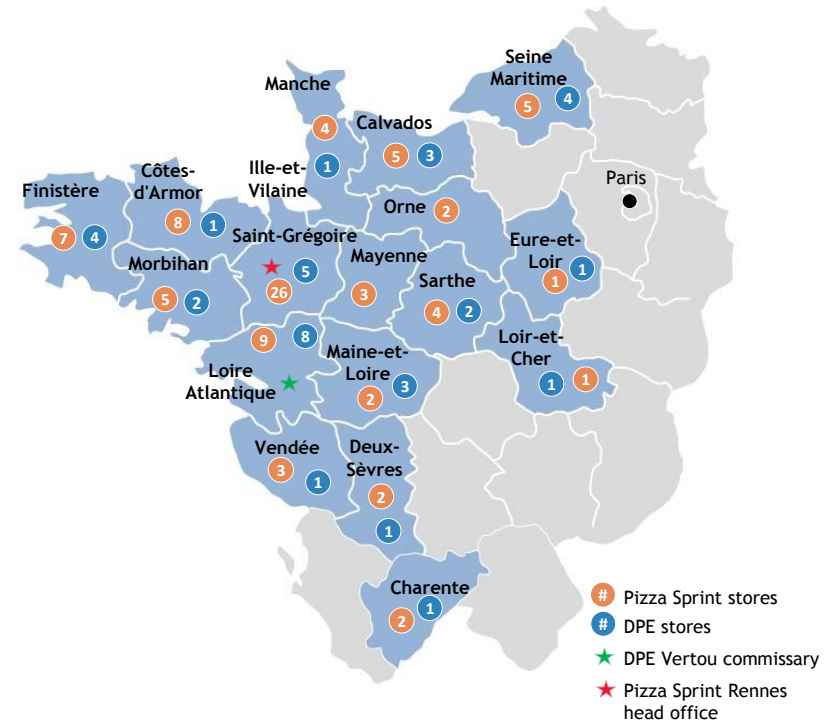 Seine
Maritime
5
4
Manche
4
1
Calvados
5
3
Ille-et-
Vilaine
Côtes-
d'Armor
8
1
Finistère
7
4
Paris
Orne
2
Saint-Grégoire
5
26
Eure-et-
Loir
1
1
Mayenne
3
Morbihan
5
2
Sarthe
4
2
Loir-et-
Cher
1
1
9
8
Loire
Atlantique
Maine-et-
Loire
2
3
Vendée
3
1
Deux-
Sèvres
2
1
Charente
2
1
# Pizza Sprint stores
# DPE stores
DPE Vertou commissary
Pizza Sprint Rennes
head office